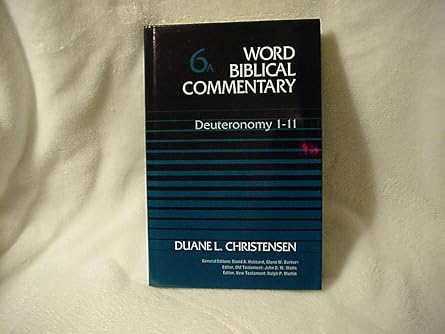 6A WORD
BIBLICAL
COMMENTARY
Deuteronomy 1-11
DUANE L. CHRISTENSEN
General Editors: David A. Hubbard, Glenn W. Barker†
Editor, Old Testament: John D. W. Watts
Editor, New Testament: Ralph P. Martin